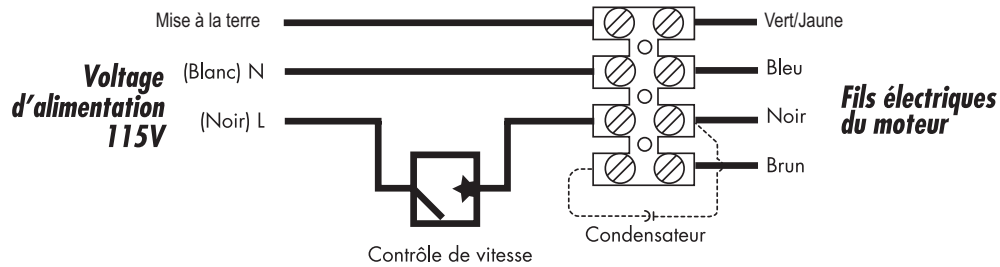 Mise à la terre
Vert/Jaune
Voltage
d'alimentation
115V
(Blanc) N
Bleu
(Noir) L
Noir
Fils électriques
du moteur
Brun
Condensateur
Contrôle de vitesse